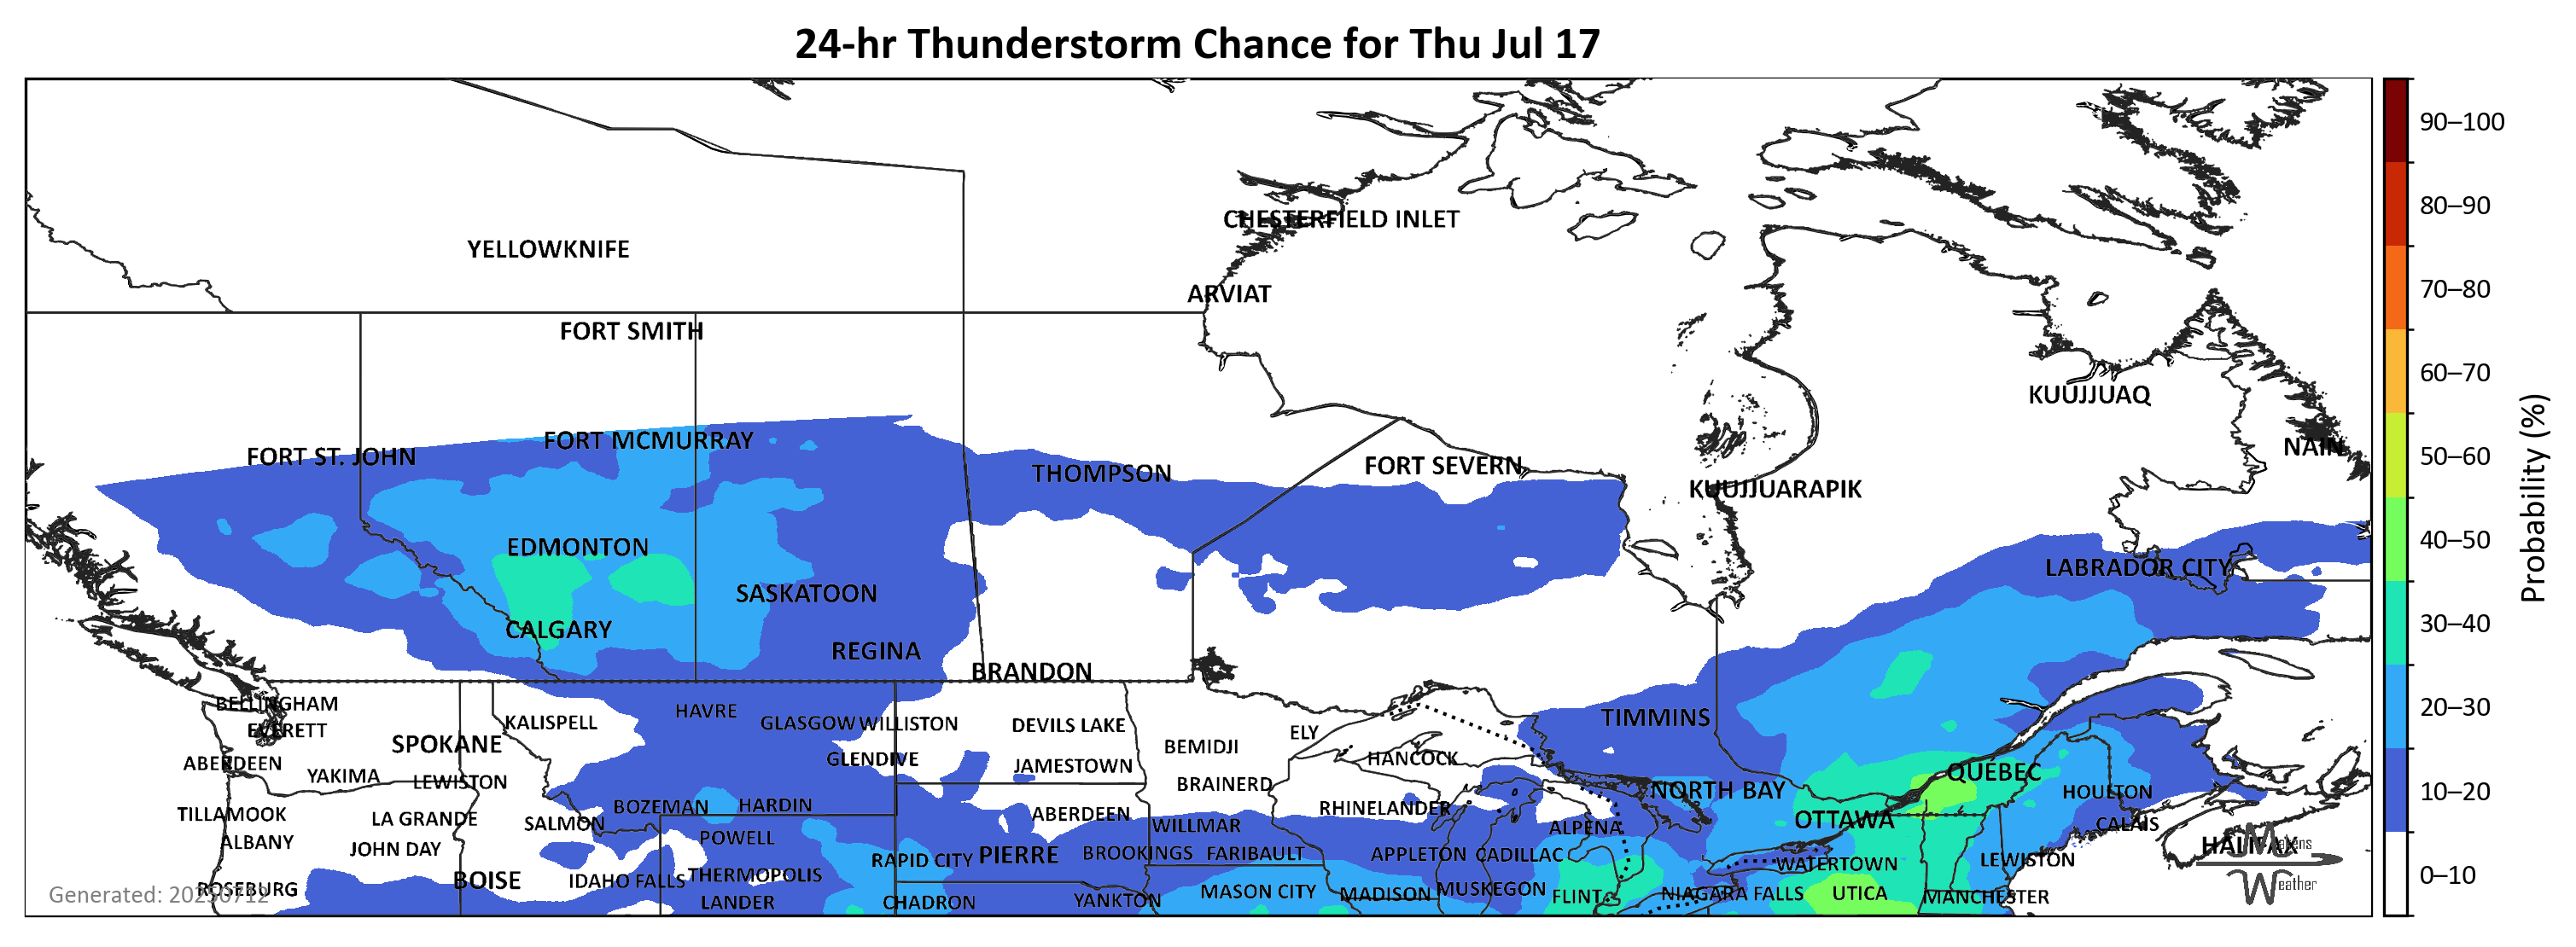 24-hr Thunderstorm Chance for Thu Jul 17
CHESTERFIELD INLET
YELLOWKNIFE
ARVIAT
FORT SMITH
KUUJJUAQ
FORT MCMURRAY
NAIN
FORT ST. JOHN
FORT SEVERN
THOMPSON
KUUJJUARAPIK
EDMONTON
LABRADOR CITY
SASKATOON
CALGARY
REGINA
BRANDON
BELLINGHAM
HAVRE
TIMMINS
KALISPELL
GLASGOW
WILLISTON
DEVILS LAKE
EVERETT
ELY
SPOKANE
BEMIDJI
GLENDIVE
HANCOCK
ABERDEEN
JAMESTOWN
QUÉBEC
YAKIMA
LEWISTON
BRAINERD
NORTH BAY
HOULTON
BOZEMAN
HARDIN
RHINELANDER
TILLAMOOK
ABERDEEN
LA GRANDE
SALMON
WILLMAR
ALPENA
OTTAWA
CALAIS
ALBANY
POWELL
HALIFAX
JOHN DAY
BROOKINGS
FARIBAULT
APPLETON
CADILLAC
PIERRE
RAPID CITY
WATERTOWN
LEWISTON
THERMOPOLIS
BOISE
IDAHO FALLS
ROSEBURG
MASON CITY
MADISON
MUSKEGON
FLINT
NIAGARA FALLS
UTICA
MANCHESTER
LANDER
CHADRON
YANKTON
Generated: 20250712
Weather
90–100
80–90
70–80
60–70
50–60
40–50
30–40
20–30
10–20
0–10
Probability (%)